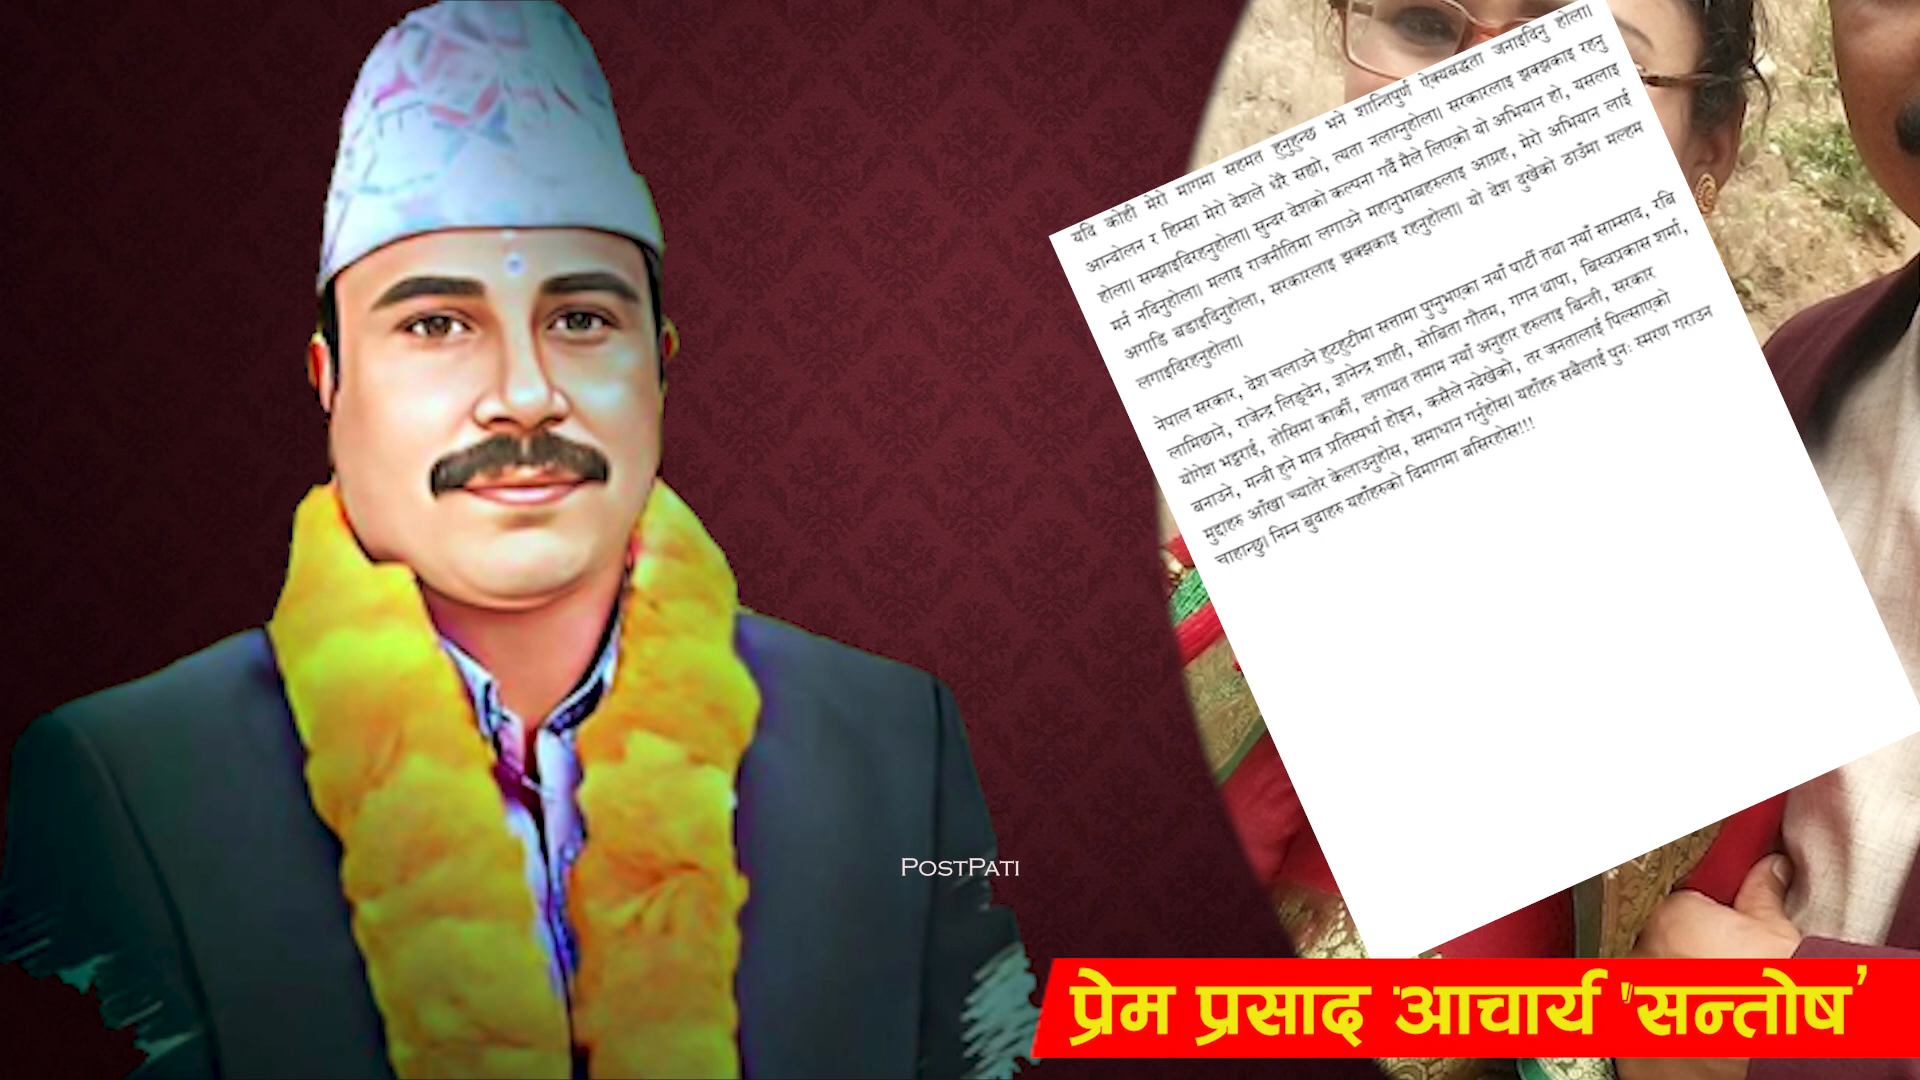 यदि कोही मेरो मागमा सहमत हुनुहुन्छ भने शान्तिपुर्ण ऐक्यबद्धता जनाइदिनु होला।
आन्दोलन र हिम्सा मेरो देशले धेरै सह्यो, त्यता नलाग्नुहोला। सरकारलाइ झक्झकाइ रहनु
होला। सम्झाइदिरहनुहोला। सुन्दर देशको कल्पना गर्दै मैले लिएको यो अभियान हो, यसलाइ
मर्न नदिनुहोला। मलाइ राजनीतिमा लगाउने महानुभाबहरुलाइ आग्रह, मेरो अभियान लाई
अगाडि बडाइदिनुहोला, सरकारलाइ झक्झकाइ रहनुहोला। यो देश दुखेको ठाउँमा मल्हम
लगाइदिरहनुहोला।
नेपाल सरकार, देश चलाउने हुटहुटीमा सत्तामा पुग्नुभएका नयाँ पार्टी तथा नयाँ साम्साद, रबि
लामिछाने, राजेन्द्र लिङ्देन, ज्ञानेन्द्र शाही, सोबिता गौतम, गगन थापा, बिस्वप्रकास शर्मा,
योगेश भट्टराई, तोसिमा कार्की, लगायत तमाम नयाँ अनुहार हरुलाइ बिन्ती, सरकार
बनाउने, मन्त्री हुने मात्र प्रतिस्पर्धा होइन, कसैले नदेखेको, तर जनतालाई पिल्साएको
मुद्दाहरु आँखा च्यातेर केलाउनुहोस, समाधान गर्नुहोस। यहाँहरु सबैलाई पुनः स्मरण गराउन
चाहान्छु। निम्न बुदाहरु यहाँहरुको दिमागमा बसिरहोस!!!
PostPati
प्रेम प्रसाद आचार्य 'सन्तोष'